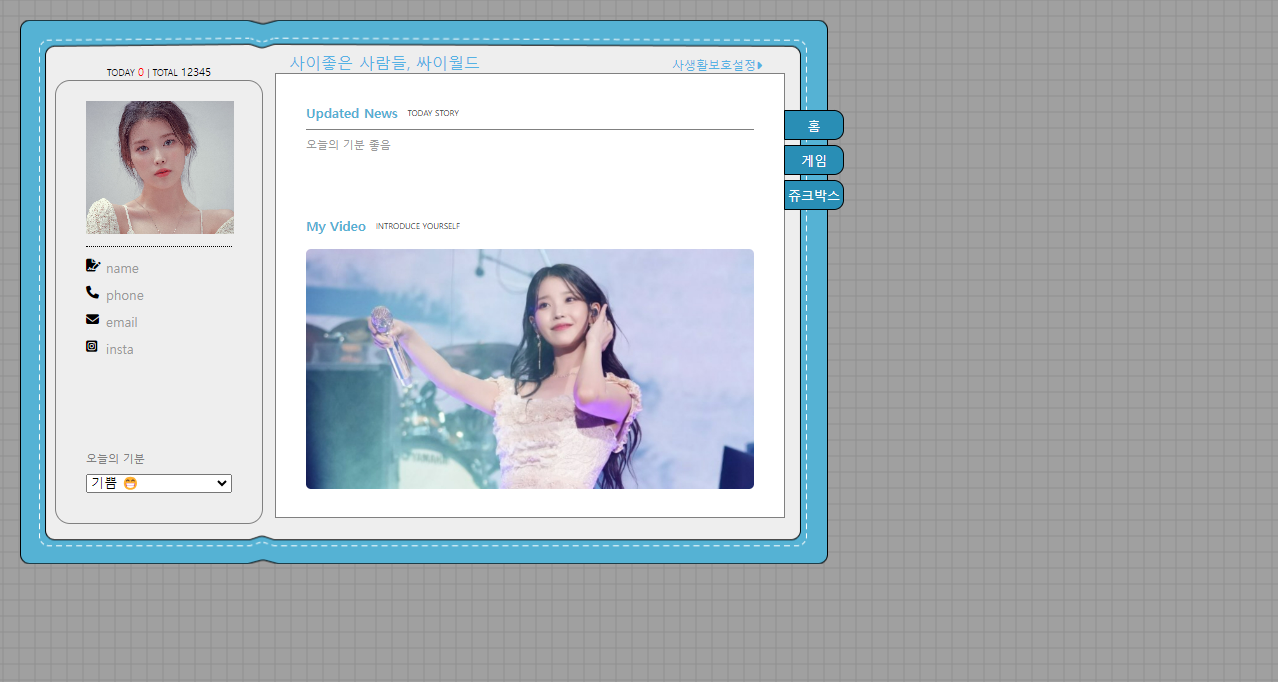 TODAY 0 | TOTAL 12345
name
phone
email
insta
오늘의 기분
기쁨 😁
사이좋은 사람들, 싸이월드
사생활보호설정
Updated News TODAY STORY
오늘의 기분 좋음
My Video INTRODUCE YOURSELF
홈
게임
쥬크박스